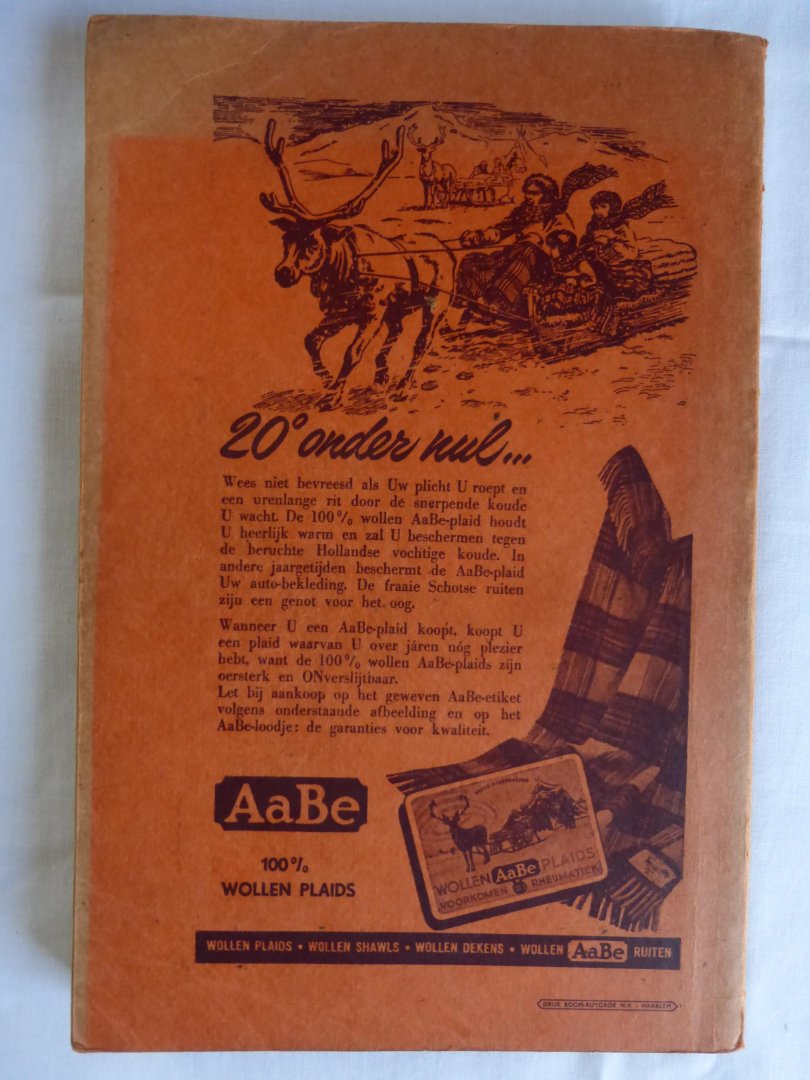 20° onder nul...
Wees niet bevreesd als Uw plicht U roept en
een urenlange rit door de snerpende koude
U wacht. De 100% wollen AaBe-plaid houdt
U heerlijk warm en zal U beschermen tegen
de beruchte Hollandse vochtige koude. In
andere jaargetijden beschermt de AaBe-plaid
Uw auto-bekleding. De fraaie Schotse ruiten
zijn een genot voor het oog.
Wanneer U een AaBe-plaid koopt, koopt U
een plaid waarvan U over járen nóg plezier
hebt, want de 100% wollen AaBe-plaids zijn
oersterk en ONverslijtbaar.
Let bij aankoop op het geweven AaBe-etiket
volgens onderstaande afbeelding en op het
AaBe-loodje: de garanties voor kwaliteit.
AaBe
100%
WOLLEN PLAIDS
WOLLEN AaBe PLAIDS
VOORKOMEN RHEUMATIEK
WOLLEN PLAIDS • WOLLEN SHAWLS • WOLLEN DEKENS • WOLLEN AaBe RUITEN
DRUK BOOM-RUYGROK N.V. - HAARLEM